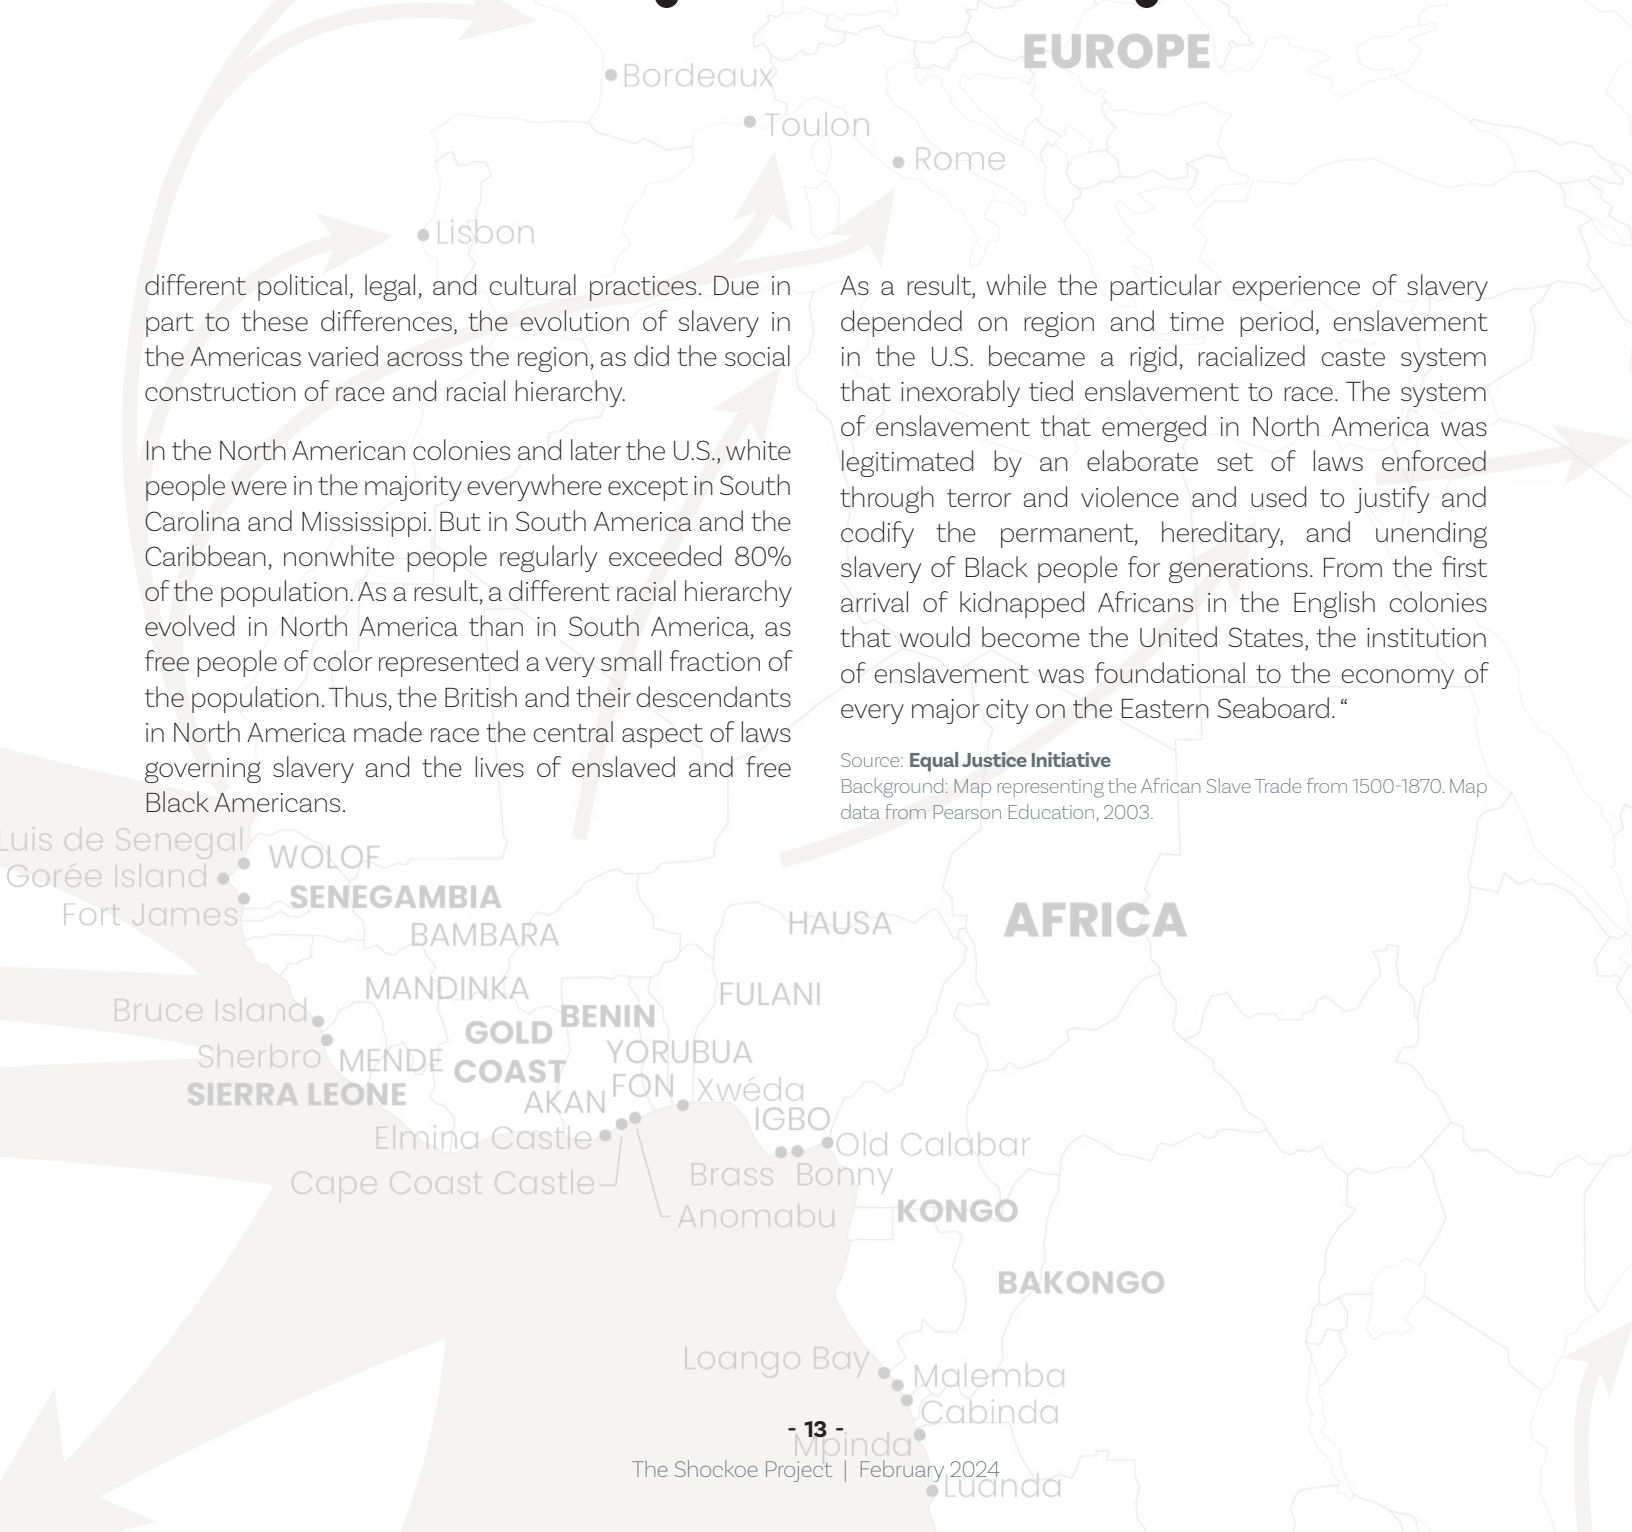 EUROPE
Bordeaux
Toulon
Rome
Lisbon
different political, legal, and cultural practices. Due in
part to these differences, the evolution of slavery in
the Americas varied across the region, as did the social
construction of race and racial hierarchy.
In the North American colonies and later the U.S., white
people were in the majority everywhere except in South
Carolina and Mississippi. But in South America and the
Caribbean, nonwhite people regularly exceeded 80%
of the population. As a result, a different racial hierarchy
evolved in North America than in South America, as
free people of color represented a very small fraction of
the population. Thus, the British and their descendants
in North America made race the central aspect of laws
governing slavery and the lives of enslaved and free
Black Americans.
As a result, while the particular experience of slavery
depended on region and time period, enslavement
in the U.S. became a rigid, racialized caste system
that inexorably tied enslavement to race. The system
of enslavement that emerged in North America was
legitimated by an elaborate set of laws enforced
through terror and violence and used to justify and
codify the permanent, hereditary, and unending
slavery of Black people for generations. From the first
arrival of kidnapped Africans in the English colonies
that would become the United States, the institution
of enslavement was foundational to the economy of
every major city on the Eastern Seaboard. “
Source: Equal Justice Initiative
Background: Map representing the African Slave Trade from 1500-1870. Map
data from Pearson Education, 2003.
Luis de Senegal
WOLOF
Gorée Island
SENEGAMBIA
Fort James
BAMBARA
HAUSA
AFRICA
MANDINKA
FULANI
Bruce Island
GOLD
COAST
BENIN
Sherbro
MENDE
YORUBUA
SIERRA LEONE
AKAN
FON
Xwéda
IGBO
Elmina Castle
Old Calabar
Cape Coast Castle
Brass
Bonny
Anomabu
KONGO
BAKONGO
Loango Bay
Malemba
Cabinda
- 13 -
Mpinda
The Shockoe Project | February 2024
Luanda